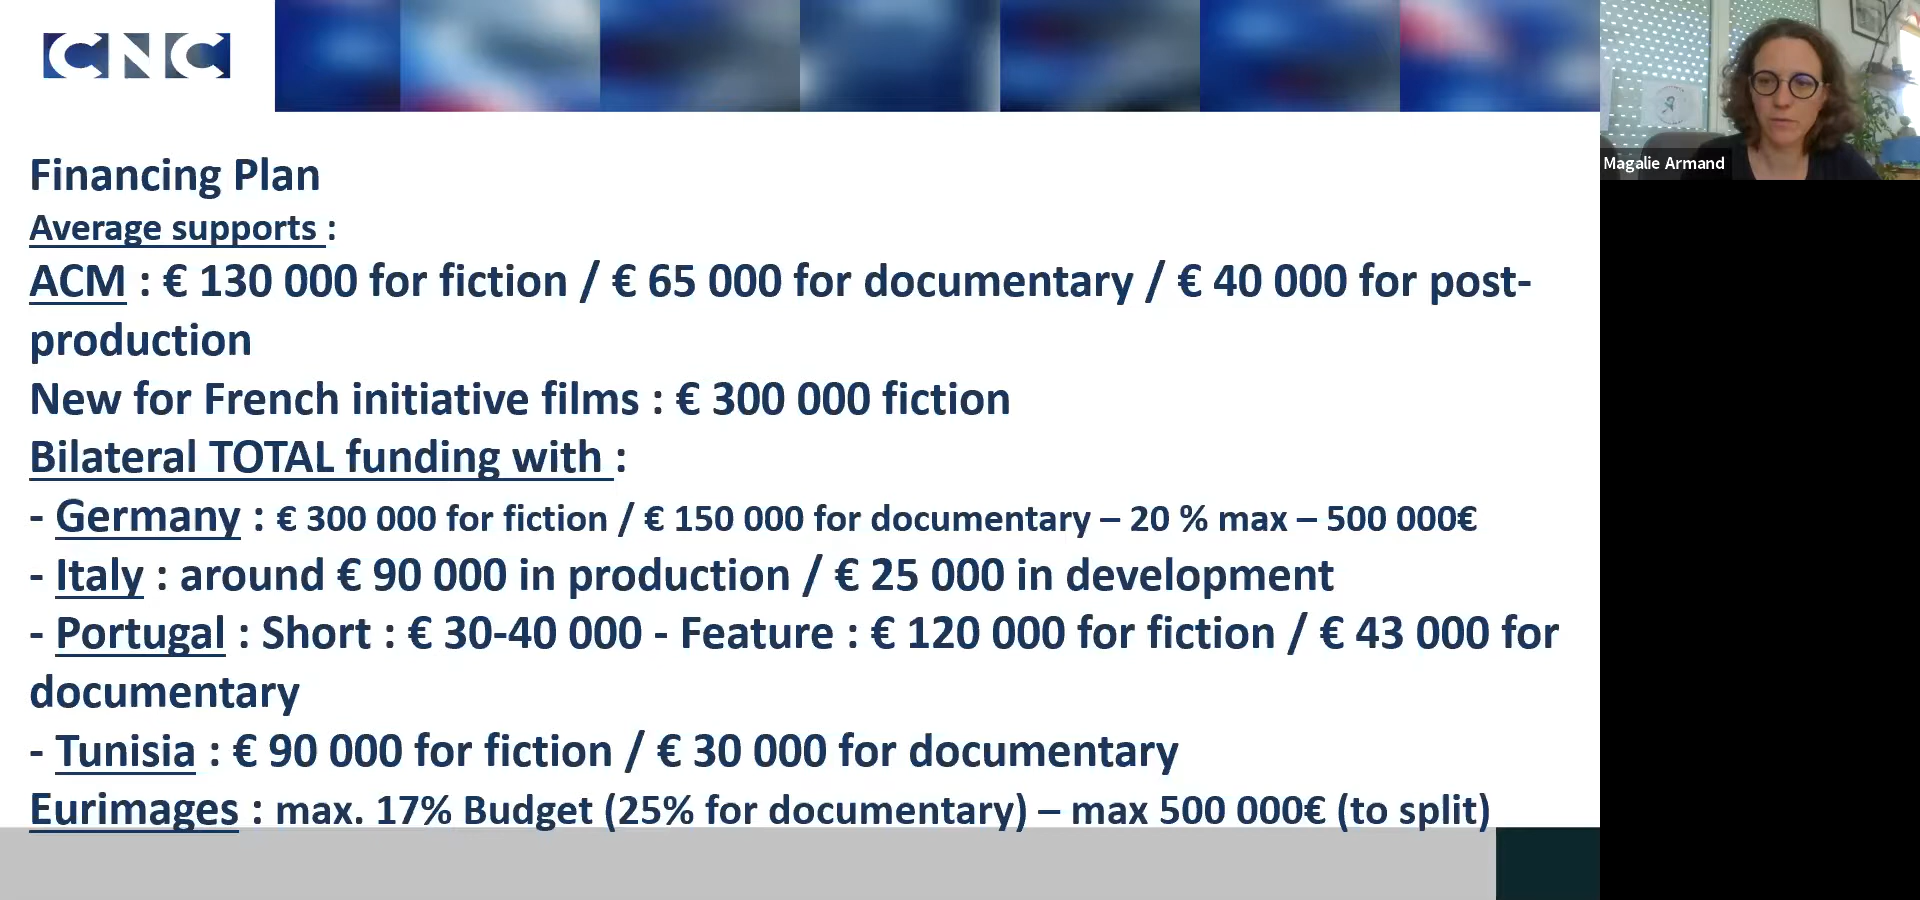 CNC
Financing Plan
Average supports :
ACM : € 130 000 for fiction / € 65 000 for documentary / € 40 000 for post-
production
New for French initiative films : € 300 000 fiction
Bilateral TOTAL funding with :
- Germany : € 300 000 for fiction / € 150 000 for documentary – 20 % max – 500 000€
- Italy : around € 90 000 in production / € 25 000 in development
- Portugal : Short : € 30-40 000 - Feature : € 120 000 for fiction / € 43 000 for
documentary
- Tunisia : € 90 000 for fiction / € 30 000 for documentary
Eurimages : max. 17% Budget (25% for documentary) – max 500 000€ (to split)
Magalie Armand